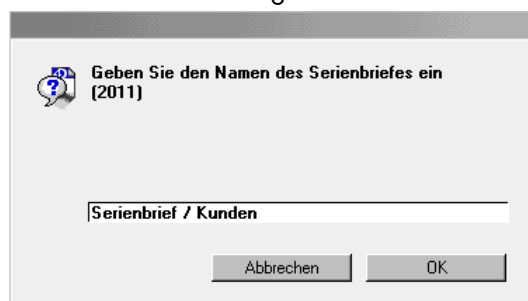 Geben Sie den Namen des Serienbriefes ein
(2011)
Serienbrief / Kunden
Abbrechen
OK